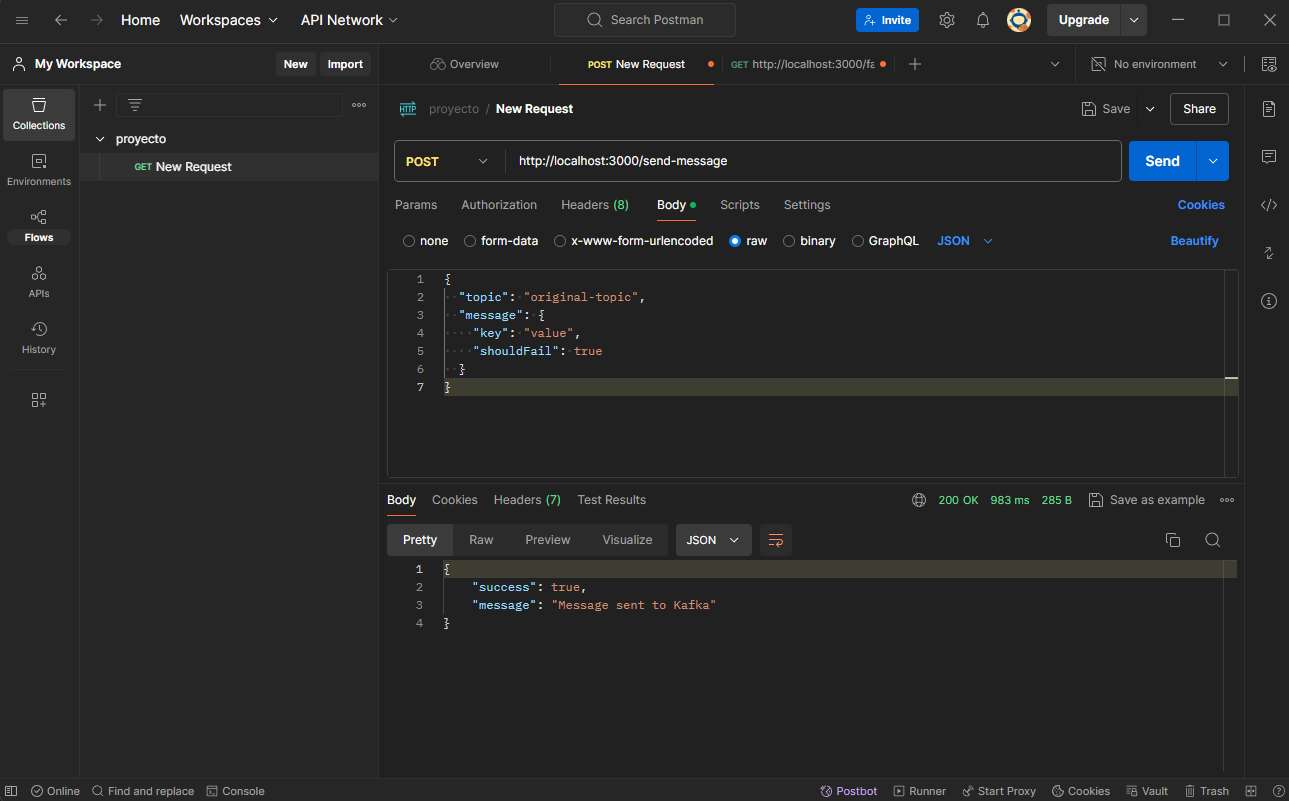 Home Workspaces API Network Search Postman Invite Upgrade
My Workspace New Import Overview POST New Request GET http://localhost:3000/fa No environment
Collections
Environments
Flows
APIs
History
proyecto
GET New Request
HTTP proyecto / New Request Save Share
POST http://localhost:3000/send-message Send
Params Authorization Headers (8) Body Scripts Settings Cookies
none form-data x-www-form-urlencoded raw binary GraphQL JSON Beautify
1 {
2 "topic": "original-topic",
3 "message": {
4 "key": "value",
5 "shouldFail": true
6 }
7 }
Body Cookies Headers (7) Test Results 200 OK 983 ms 285 B Save as example
Pretty Raw Preview Visualize JSON
1 {
2 "success": true,
3 "message": "Message sent to Kafka"
4 }
Online Find and replace Console Postbot Runner Start Proxy Cookies Vault Trash